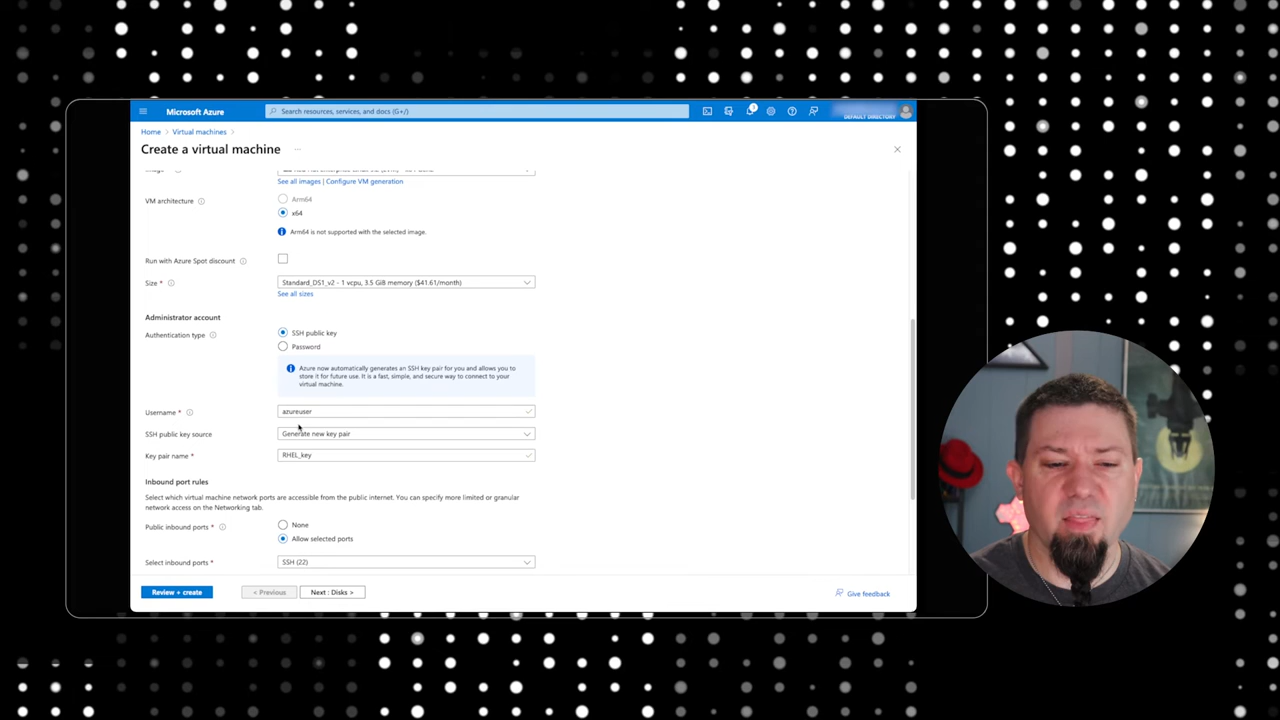 Microsoft Azure
Search resources, services, and docs (G+/)
1
DEFAULT DIRECTORY
Home > Virtual machines >
Create a virtual machine ...
See all images | Configure VM generation
VM architecture
Arm64
x64
Arm64 is not supported with the selected image.
Run with Azure Spot discount
Size *
Standard_DS1_v2 - 1 vcpu, 3.5 GiB memory ($41.61/month)
See all sizes
Administrator account
Authentication type
SSH public key
Password
Azure now automatically generates an SSH key pair for you and allows you to
store it for future use. It is a fast, simple, and secure way to connect to your
virtual machine.
Username *
azureuser
SSH public key source
Generate new key pair
Key pair name *
RHEL_key
Inbound port rules
Select which virtual machine network ports are accessible from the public internet. You can specify more limited or granular
network access on the Networking tab.
Public inbound ports *
None
Allow selected ports
Select inbound ports *
SSH (22)
Review + create
< Previous
Next : Disks >
Give feedback